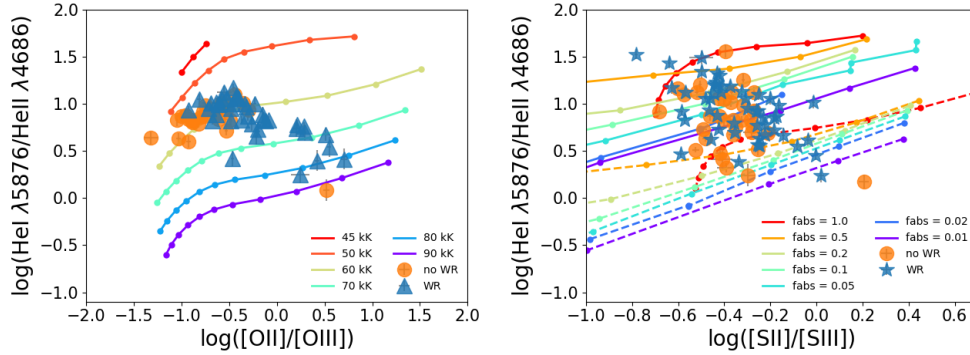 log(HeI λ5876/HeII λ4686)
2.0
1.5
1.0
0.5
0.0
−0.5
−1.0
−2.0 −1.5 −1.0 −0.5 0.0 0.5 1.0 1.5 2.0
log([OII]/[OIII])
45 kK
50 kK
60 kK
70 kK
80 kK
90 kK
no WR
WR
log(HeI λ5876/HeII λ4686)
2.0
1.5
1.0
0.5
0.0
−0.5
−1.0
−1.0 −0.8 −0.6 −0.4 −0.2 0.0 0.2 0.4 0.6
log([SII]/[SIII])
fabs = 1.0
fabs = 0.5
fabs = 0.2
fabs = 0.1
fabs = 0.05
fabs = 0.02
fabs = 0.01
no WR
WR